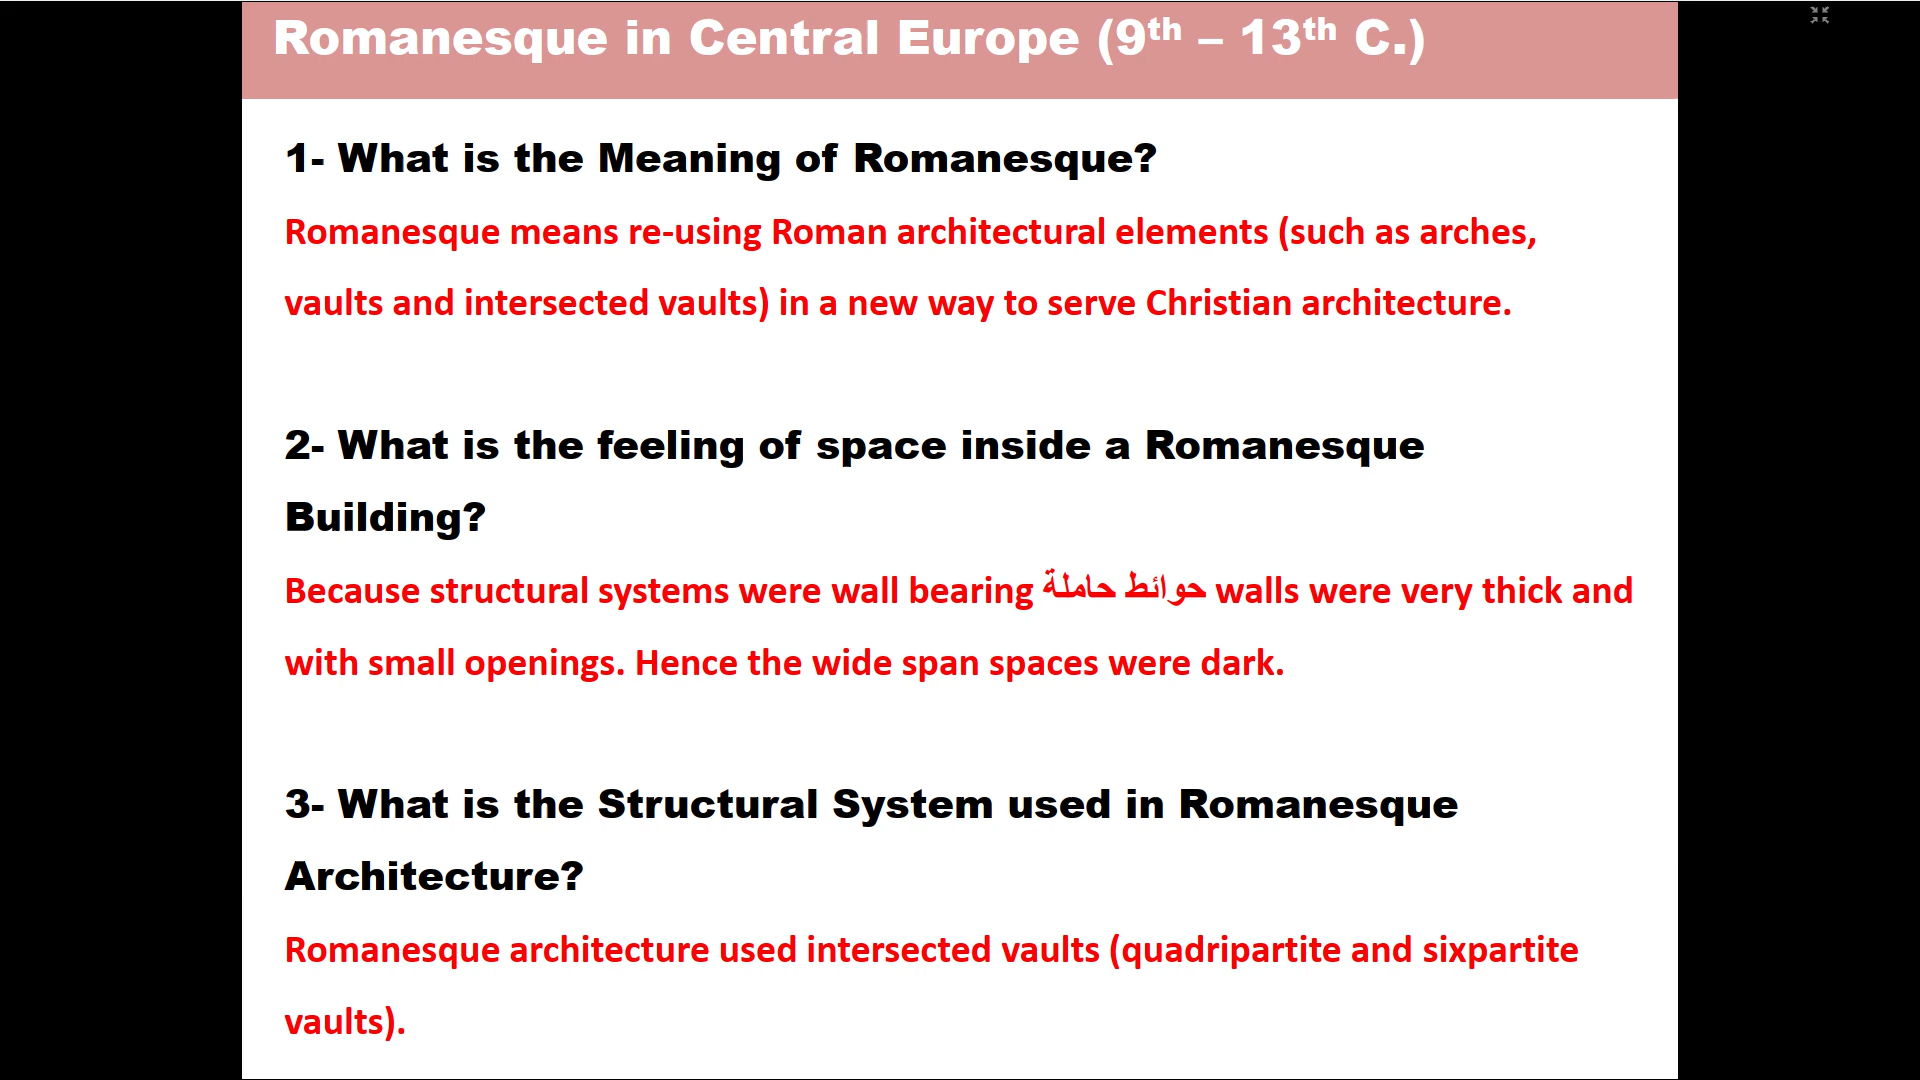 Romanesque in Central Europe (9th – 13th C.)
1- What is the Meaning of Romanesque?
Romanesque means re-using Roman architectural elements (such as arches,
vaults and intersected vaults) in a new way to serve Christian architecture.
2- What is the feeling of space inside a Romanesque
Building?
Because structural systems were wall bearing حوائط حاملة walls were very thick and
with small openings. Hence the wide span spaces were dark.
3- What is the Structural System used in Romanesque
Architecture?
Romanesque architecture used intersected vaults (quadripartite and sixpartite
vaults).